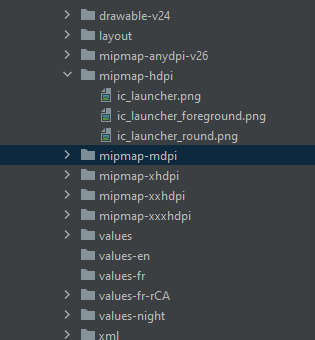 drawable-v24
layout
mipmap-anydpi-v26
mipmap-hdpi
ic_launcher.png
ic_launcher_foreground.png
ic_launcher_round.png
mipmap-mdpi
mipmap-xhdpi
mipmap-xxhdpi
mipmap-xxxhdpi
values
values-en
values-fr
values-fr-rCA
values-night
xml